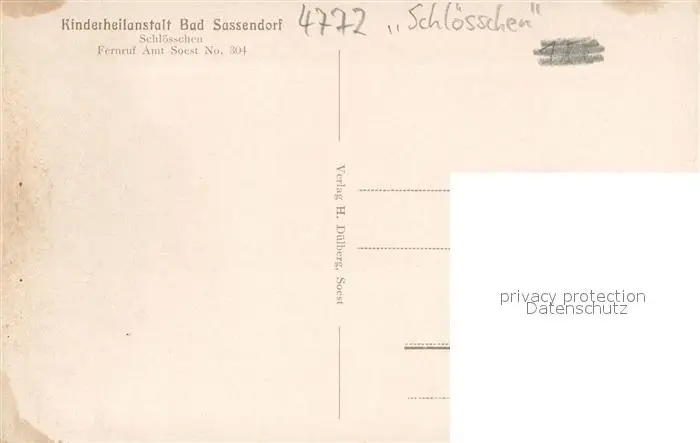 Kinderheilanstalt Bad Sassendorf
Schlösschen
Fernruf Amt Soest No. 304
4772
„Schlösschen"
Verlag H. Dülberg, Soest
privacy protection
Datenschutz